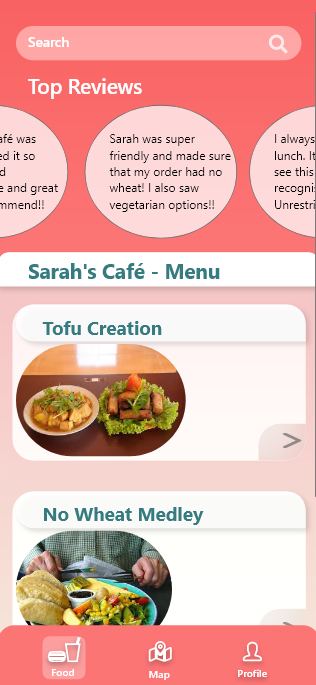 Search
Top Reviews
afé was
ed it so
d
e and great
mmend!!
Sarah was super
friendly and made sure
that my order had no
wheat! I also saw
vegetarian options!!
I always
lunch. It
see this
recognis
Unrestri
Sarah's Café - Menu
Tofu Creation
>
No Wheat Medley
Food
Map
Profile